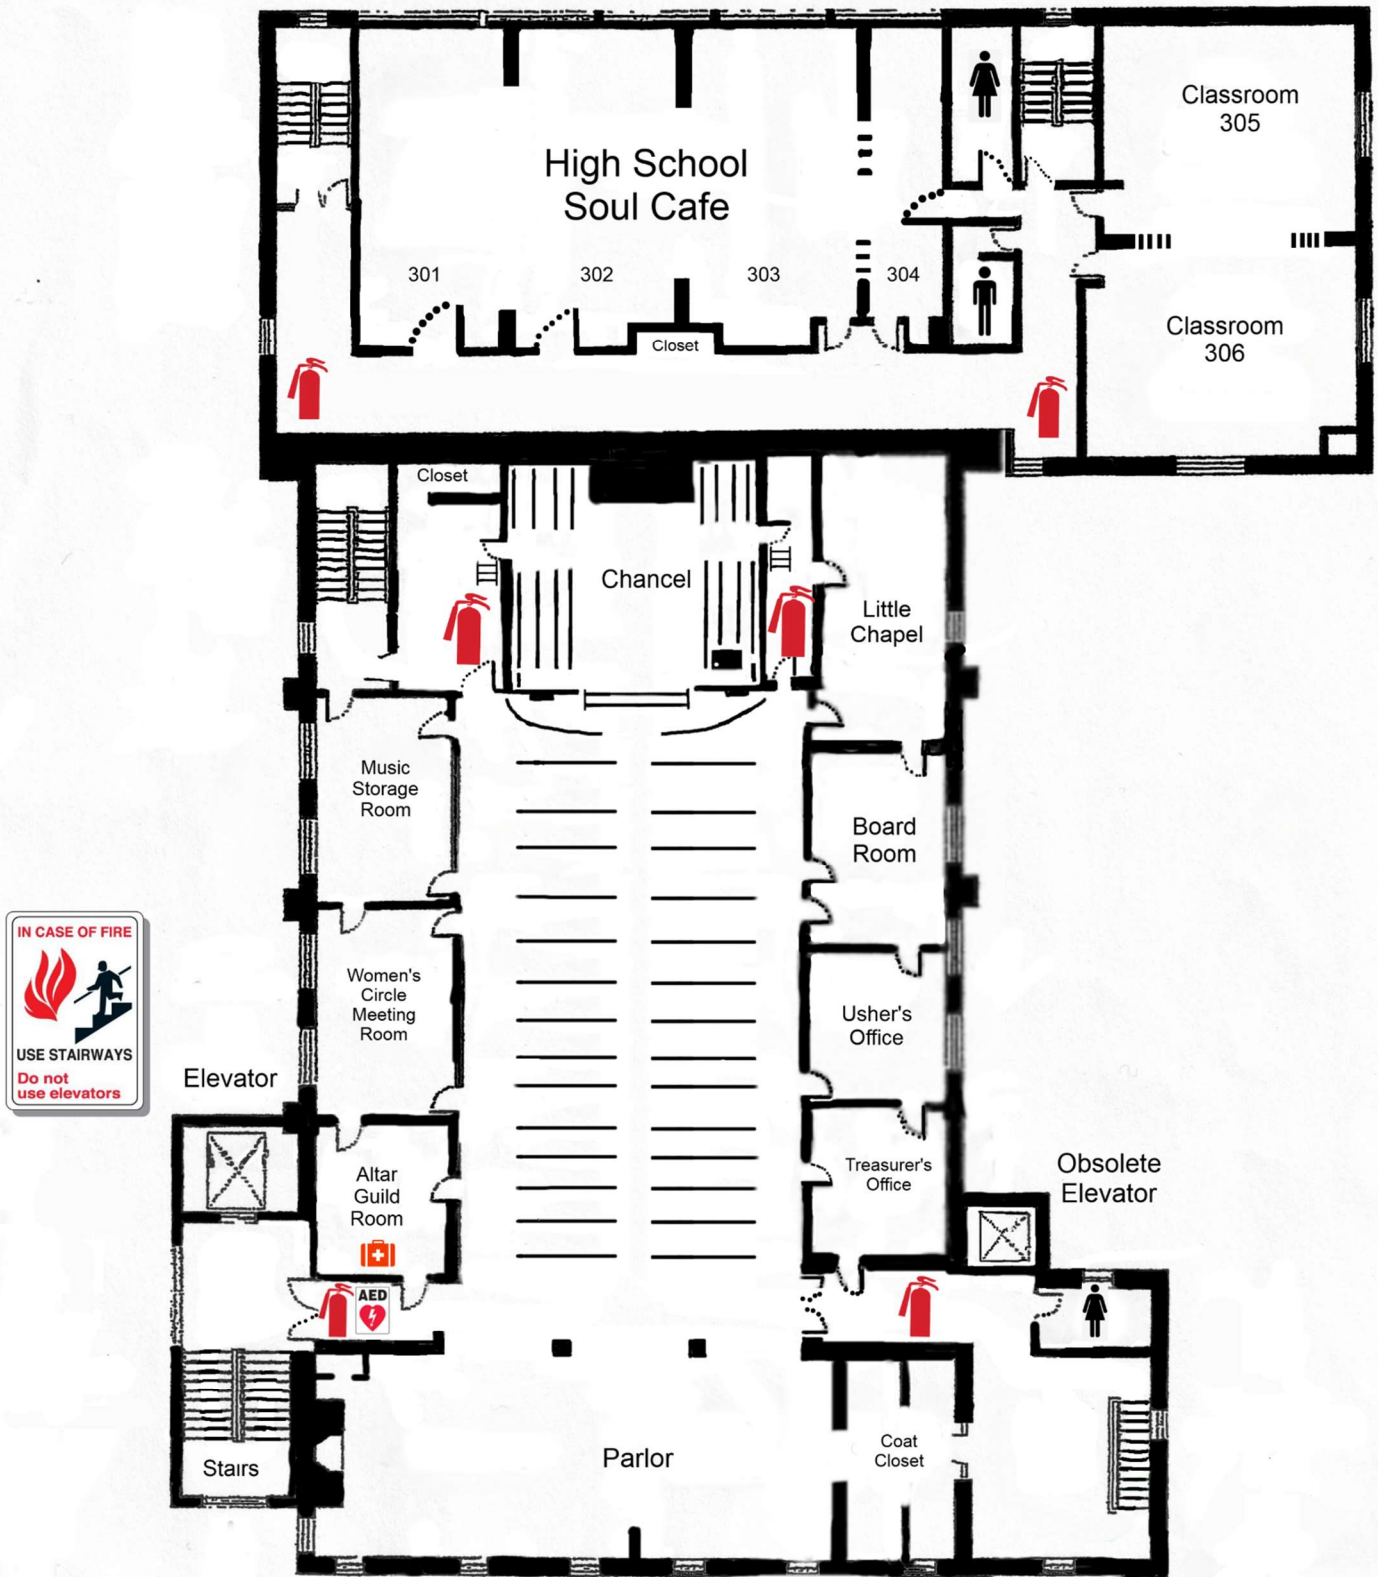 Classroom
305
High School
Soul Cafe
301
302
303
304
Closet
Classroom
306
Closet
Chancel
Little
Chapel
Music
Storage
Room
Board
Room
IN CASE OF FIRE
USE STAIRWAYS
Do not
use elevators
Women's
Circle
Meeting
Room
Usher's
Office
Elevator
Altar
Guild
Room
Treasurer's
Office
Obsolete
Elevator
AED
Stairs
Parlor
Coat
Closet